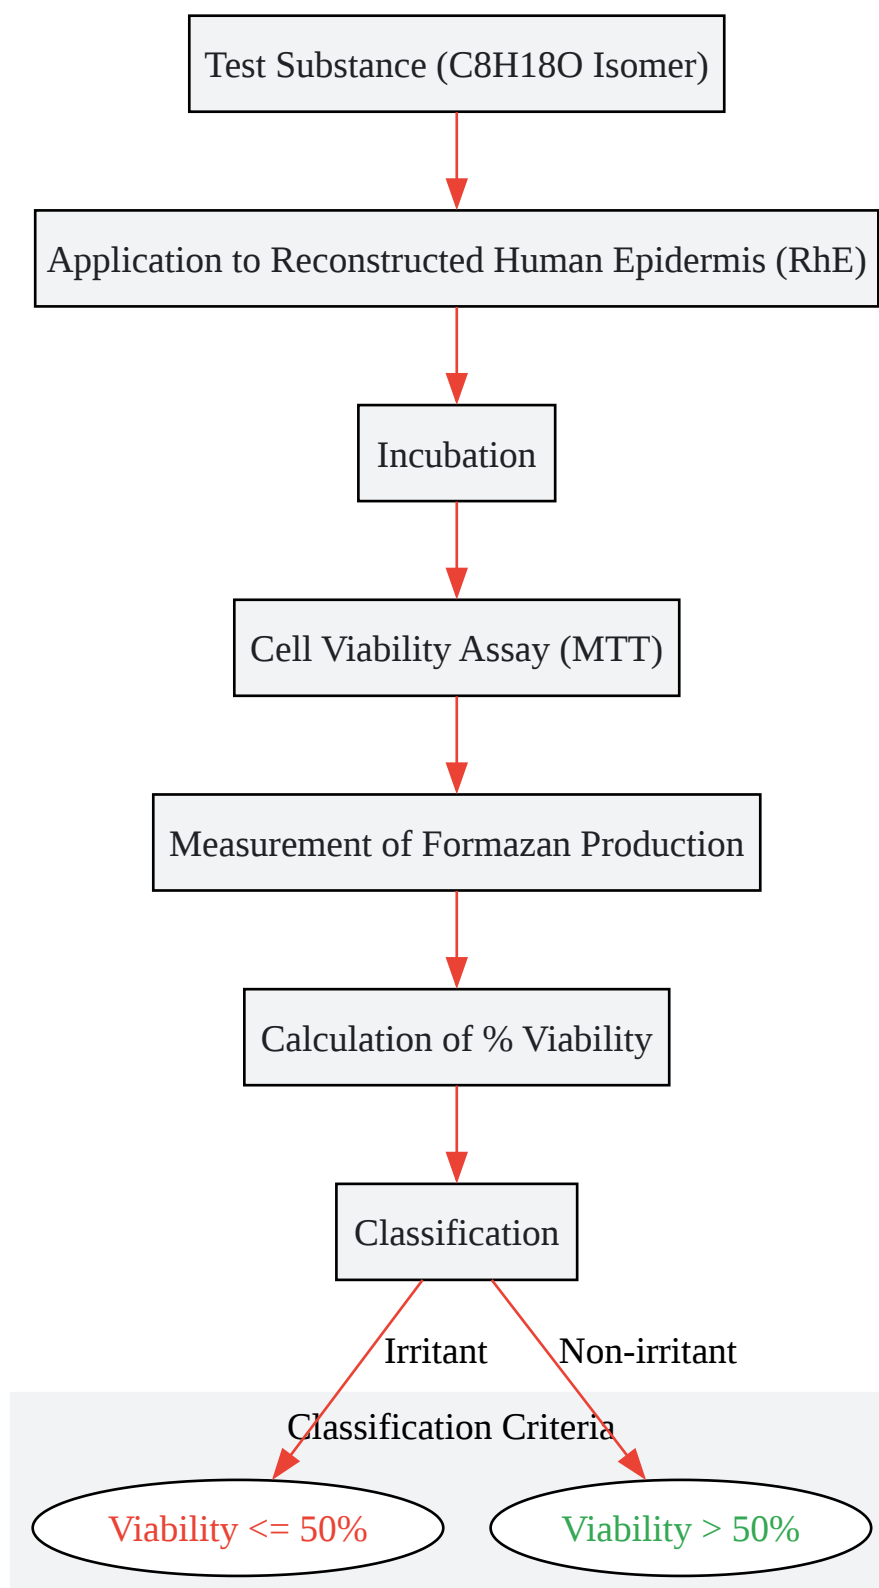 Test Substance (C8H18O Isomer)
Application to Reconstructed Human Epidermis (RhE)
Incubation
Cell Viability Assay (MTT)
Measurement of Formazan Production
Calculation of % Viability
Classification
Irritant
Non-irritant
Classification Criteria
Viability <= 50%
Viability > 50%